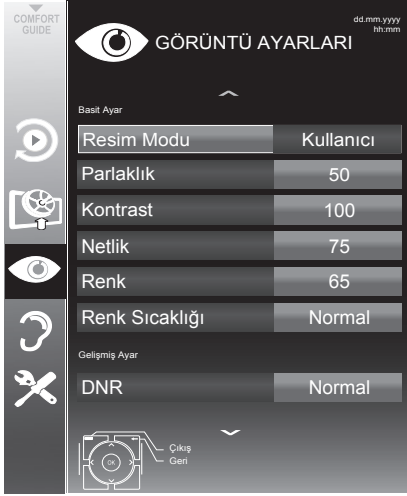 COMFORT
GUIDE
GÖRÜNTÜ AYARLARI
dd.mm.yyyy
hh:mm
Basit Ayar
Resim Modu Kullanıcı
Parlaklık 50
Kontrast 100
Netlik 75
Renk 65
Renk Sıcaklığı Normal
Gelişmiş Ayar
DNR Normal
Çıkış
OK
Geri